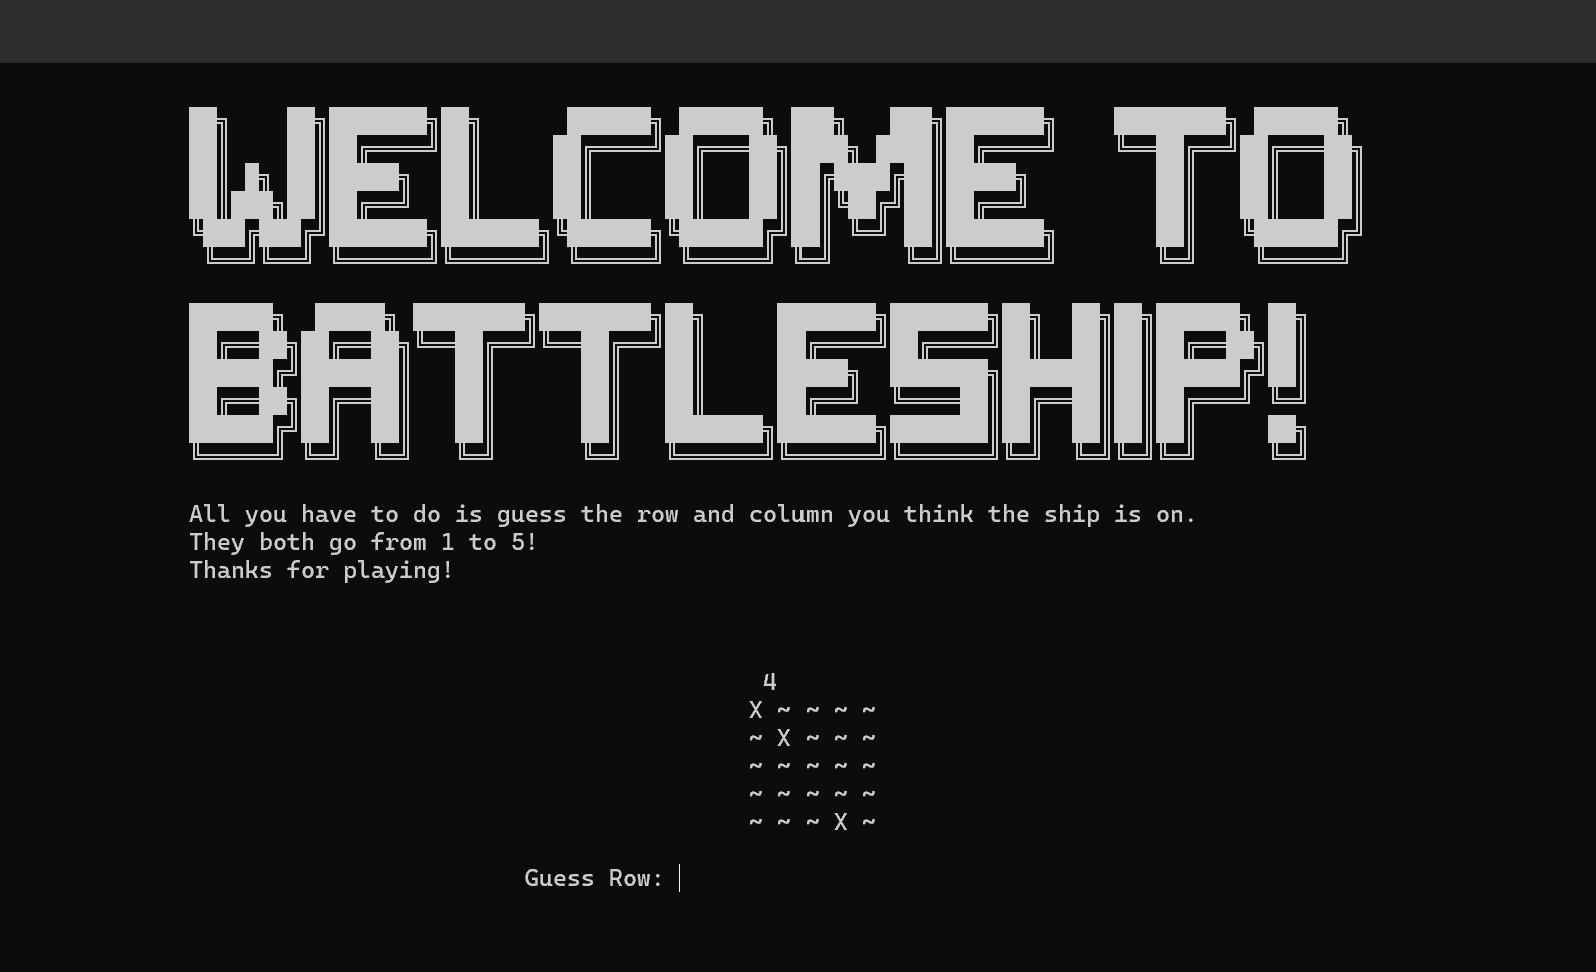 WELCOME TO
BATTLESHIP!
All you have to do is guess the row and column you think the ship is on.
They both go from 1 to 5!
Thanks for playing!
4
X ~ ~ ~ ~
~ X ~ ~ ~
~ ~ ~ ~ ~
~ ~ ~ ~ ~
~ ~ ~ X ~
Guess Row: